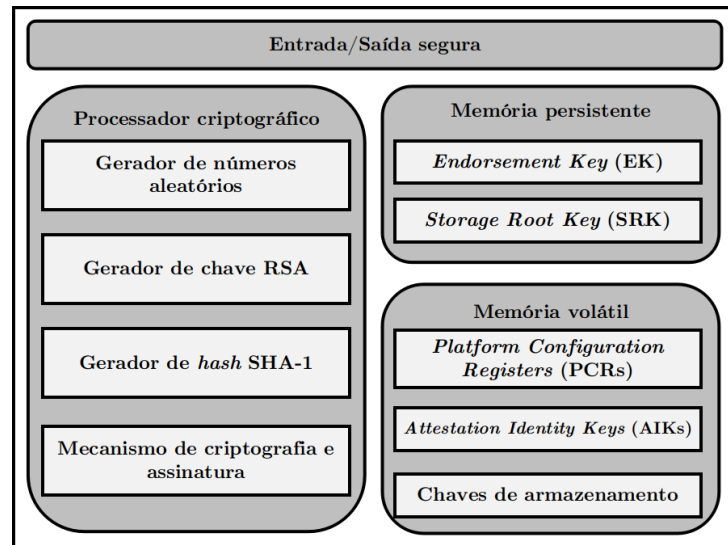 Entrada/Saída segura
Processador criptográfico
Gerador de números
aleatórios
Gerador de chave RSA
Gerador de hash SHA-1
Mecanismo de criptografia e
assinatura
Memória persistente
Endorsement Key (EK)
Storage Root Key (SRK)
Memória volátil
Platform Configuration
Registers (PCRs)
Attestation Identity Keys (AIKs)
Chaves de armazenamento